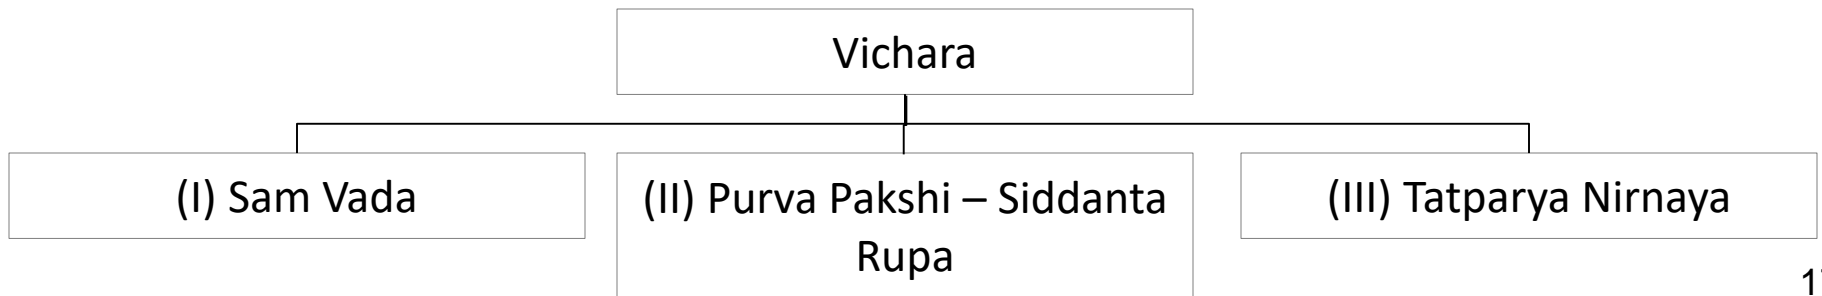 Vichara
(I) Sam Vada
(II) Purva Pakshi – Siddanta
Rupa
(III) Tatparya Nirnaya